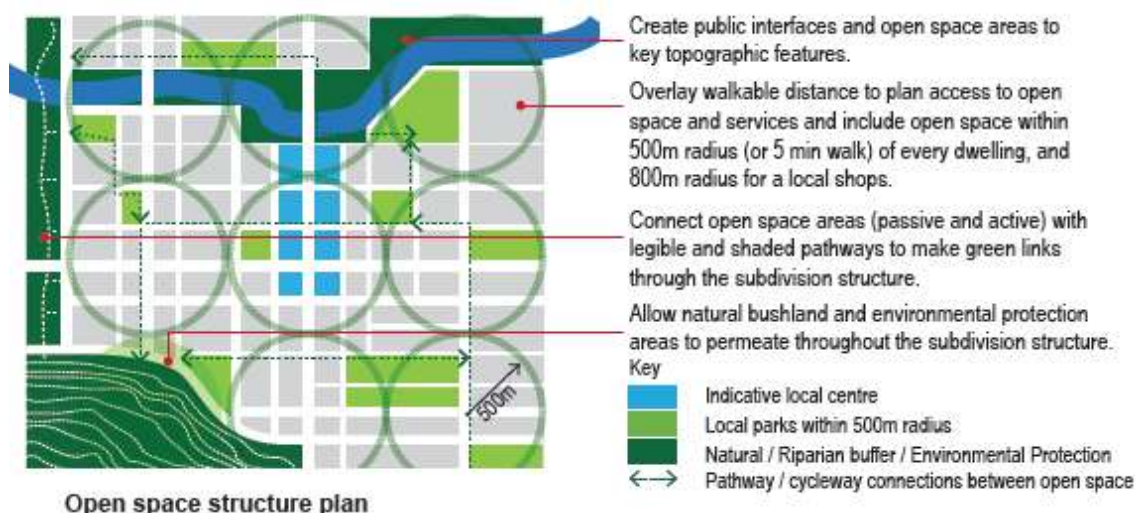 Create public interfaces and open space areas to
key topographic features.
Overlay walkable distance to plan access to open
space and services and include open space within
500m radius (or 5 min walk) of every dwelling, and
800m radius for a local shops.
Connect open space areas (passive and active) with
legible and shaded pathways to make green links
through the subdivision structure.
Allow natural bushland and environmental protection
areas to permeate throughout the subdivision structure.
Key
Indicative local centre
Local parks within 500m radius
Natural / Riparian buffer / Environmental Protection
Pathway / cycleway connections between open space
500m
Open space structure plan